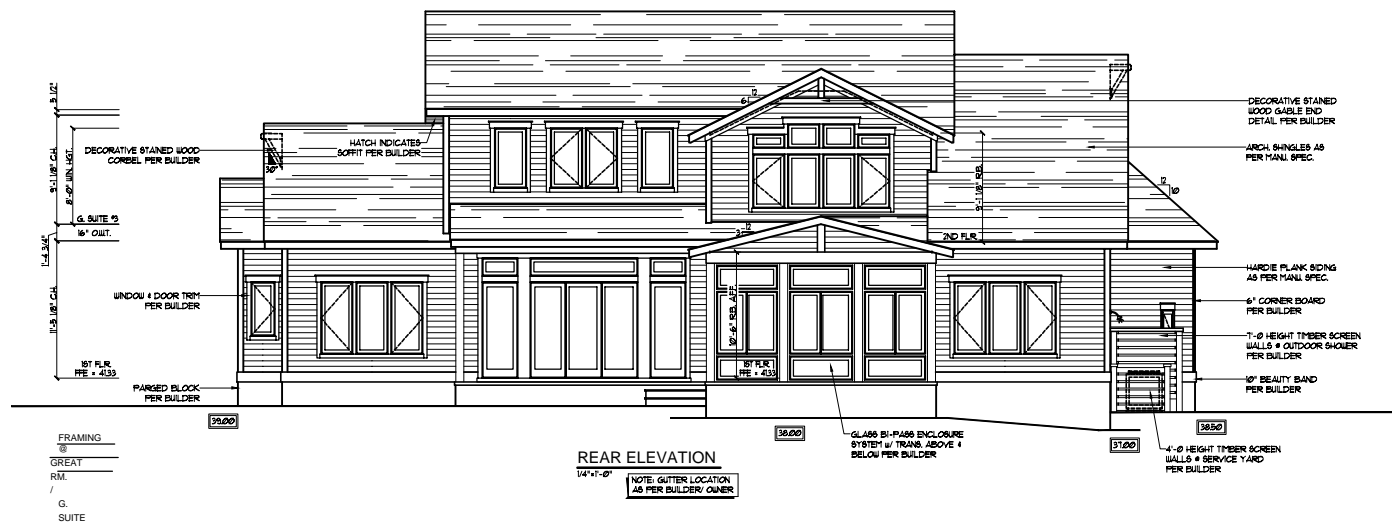 5 1/2"
9'-1 1/8" C.H.
8'-0" WIN. HGT.
G. SUITE #3
16" O.W.T.
1'-4 3/4"
11'-5 1/8" C.H.
1ST FLR.
FFE = 41.33
DECORATIVE STAINED WOOD
CORBEL PER BUILDER
30"
HATCH INDICATES
SOFFIT PER BUILDER
6
13
DECORATIVE STAINED
WOOD GABLE END
DETAIL PER BUILDER
ARCH. SHINGLES AS
PER MANU. SPEC.
9'-1 1/8" R.B.
13
10
2ND FLR.
3
12
WINDOW & DOOR TRIM
PER BUILDER
PARGED BLOCK
PER BUILDER
10'-6" R.B. AFF.
1ST FLR.
FFE = 41.33
HARDIE PLANK SIDING
AS PER MANU. SPEC.
6" CORNER BOARD
PER BUILDER
7'-0 HEIGHT TIMBER SCREEN
WALLS @ OUTDOOR SHOWER
PER BUILDER
10" BEAUTY BAND
PER BUILDER
39.00
38.00
37.00
38.50
GLASS BI-PASS ENCLOSURE
SYSTEM w/ TRANS. ABOVE &
BELOW PER BUILDER
4'-0 HEIGHT TIMBER SCREEN
WALLS @ SERVICE YARD
PER BUILDER
FRAMING
@
GREAT
RM.
/
G.
SUITE
REAR ELEVATION
1/4"=1'-0"
NOTE: GUTTER LOCATION
AS PER BUILDER/ OWNER